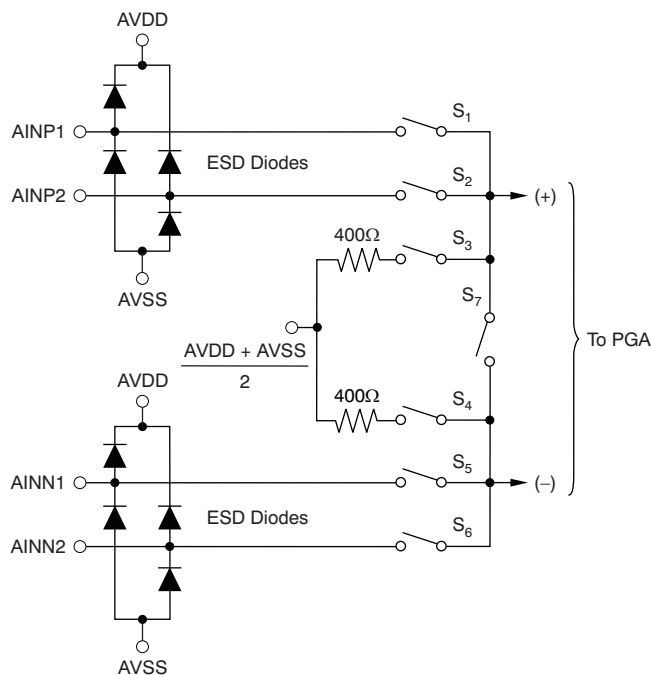 AVDD
AINP1
S1
ESD Diodes
AINP2
S2
(+)
400Ω
S3
AVSS
S7
To PGA
AVDD + AVSS
2
AVDD
400Ω
S4
AINN1
S5
(−)
ESD Diodes
AINN2
S6
AVSS